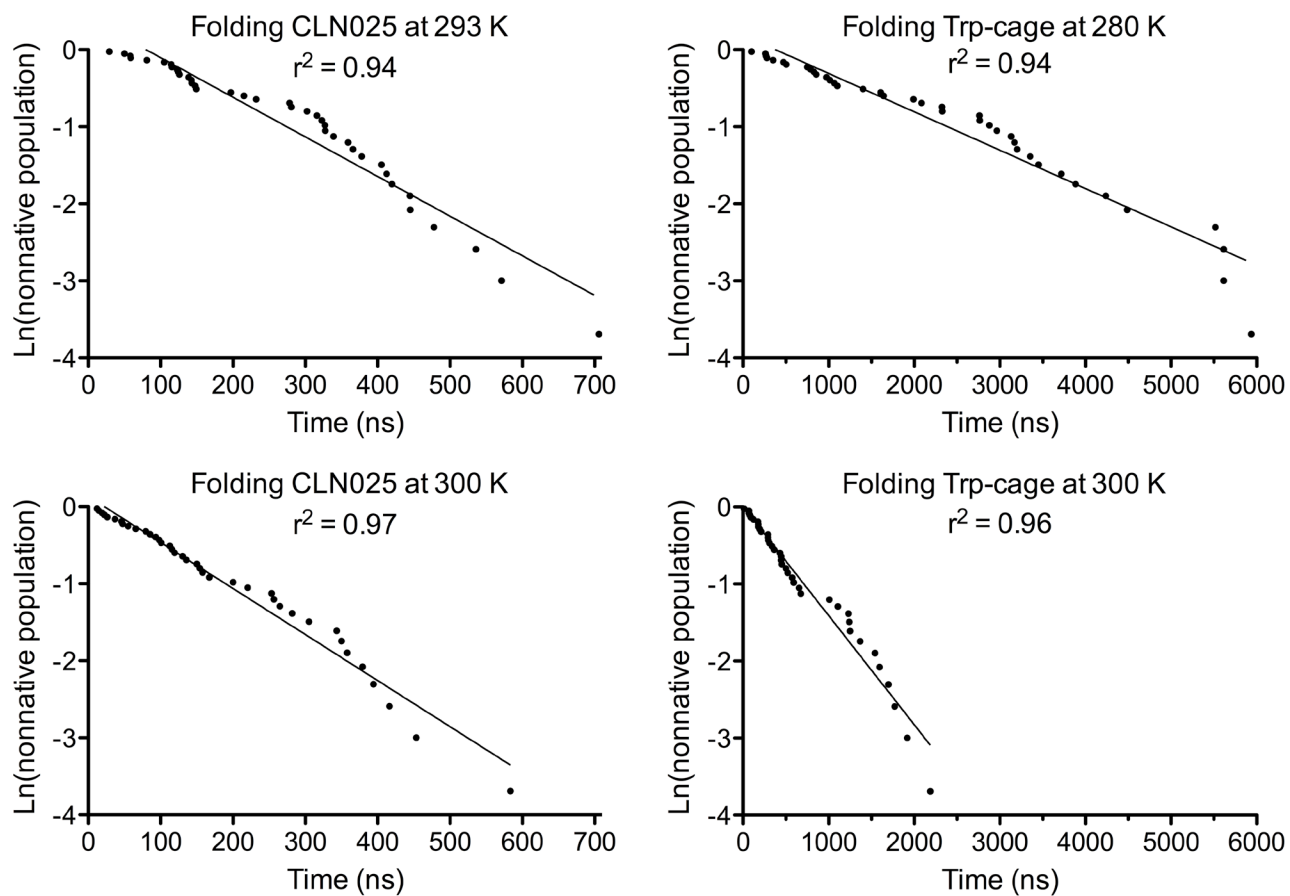 Folding CLN025 at 293 K
r² = 0.94
Ln(nonnative population)
0
-1
-2
-3
-4
0 100 200 300 400 500 600 700
Time (ns)
Folding Trp-cage at 280 K
r² = 0.94
Ln(nonnative population)
0
-1
-2
-3
-4
0 1000 2000 3000 4000 5000 6000
Time (ns)
Folding CLN025 at 300 K
r² = 0.97
Ln(nonnative population)
0
-1
-2
-3
-4
0 100 200 300 400 500 600 700
Time (ns)
Folding Trp-cage at 300 K
r² = 0.96
Ln(nonnative population)
0
-1
-2
-3
-4
0 1000 2000 3000 4000 5000 6000
Time (ns)